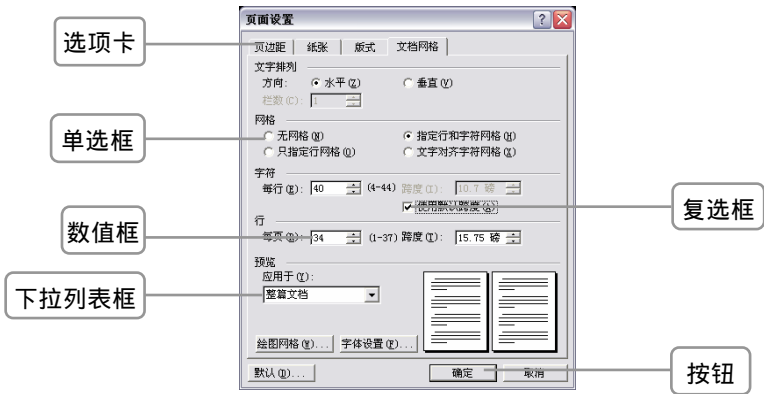 页面设置
选项卡
页边距 纸张 版式 文档网格
文字排列
方向: 水平(Z) 垂直(V)
栏数(C): 1
网格
单选框
无网格(N) 指定行和字符网格(H)
只指定行网格(O) 文字对齐字符网格(X)
字符
每行(E): 40 (4-44) 跨度(I): 10.7 磅
使用默认跨度(A)
复选框
行
数值框
每页(R): 34 (1-37) 跨度(T): 15.75 磅
预览
应用于(Y):
下拉列表框
整篇文档
绘图网格(W)... 字体设置(F)...
默认(D)... 确定 取消
按钮